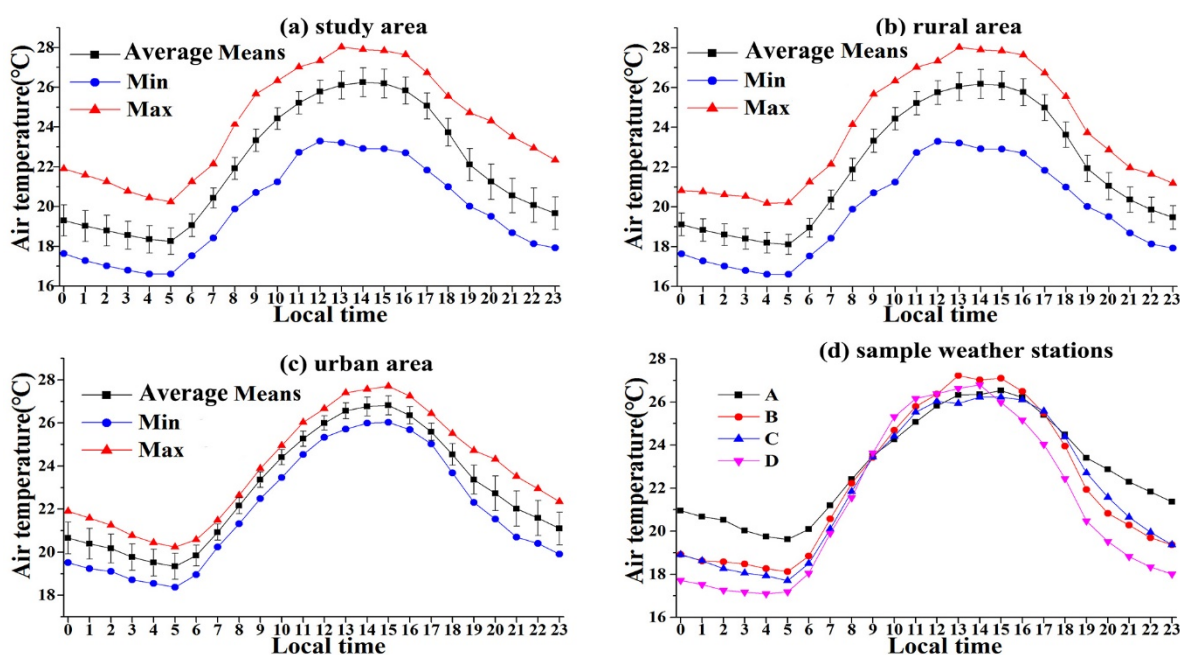 (a) study area
Air temperature(°C)
28
26
24
22
20
18
16
Average Means
Min
Max
0 1 2 3 4 5 6 7 8 9 10 11 12 13 14 15 16 17 18 19 20 21 22 23
Local time
(b) rural area
Air temperature(°C)
28
26
24
22
20
18
16
Average Means
Min
Max
0 1 2 3 4 5 6 7 8 9 10 11 12 13 14 15 16 17 18 19 20 21 22 23
Local time
(c) urban area
Air temperature(°C)
28
26
24
22
20
18
Average Means
Min
Max
0 1 2 3 4 5 6 7 8 9 10 11 12 13 14 15 16 17 18 19 20 21 22 23
Local time
(d) sample weather stations
Air temperature(°C)
28
26
24
22
20
18
16
A
B
C
D
0 1 2 3 4 5 6 7 8 9 10 11 12 13 14 15 16 17 18 19 20 21 22 23
Local time